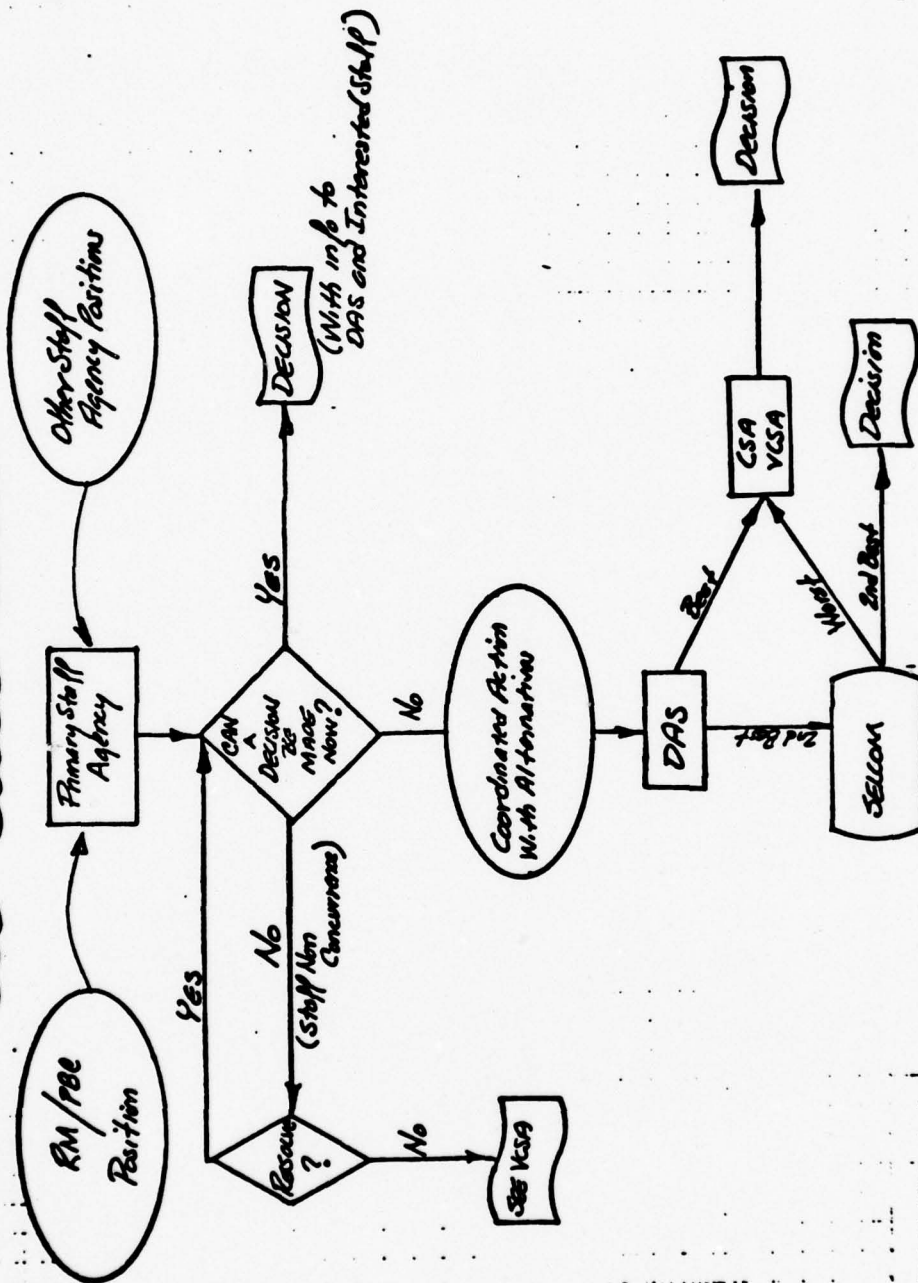 RM/PBC
Position
Primary Staff
Agency
Other Staff
Agency Positions
YES
CAN
A
DECISION
BE
MADE
NOW?
YES
DECISION
(With info to
DAS and Interested Staff)
Resolve
?
No
(Staff Non
Concurrence)
No
No
SEE VCSA
Coordinated Action
With Alternatives
DAS
Best
CSA
VCSA
Decision
2nd Best
Worst
SELCOM
2nd Best
Decision